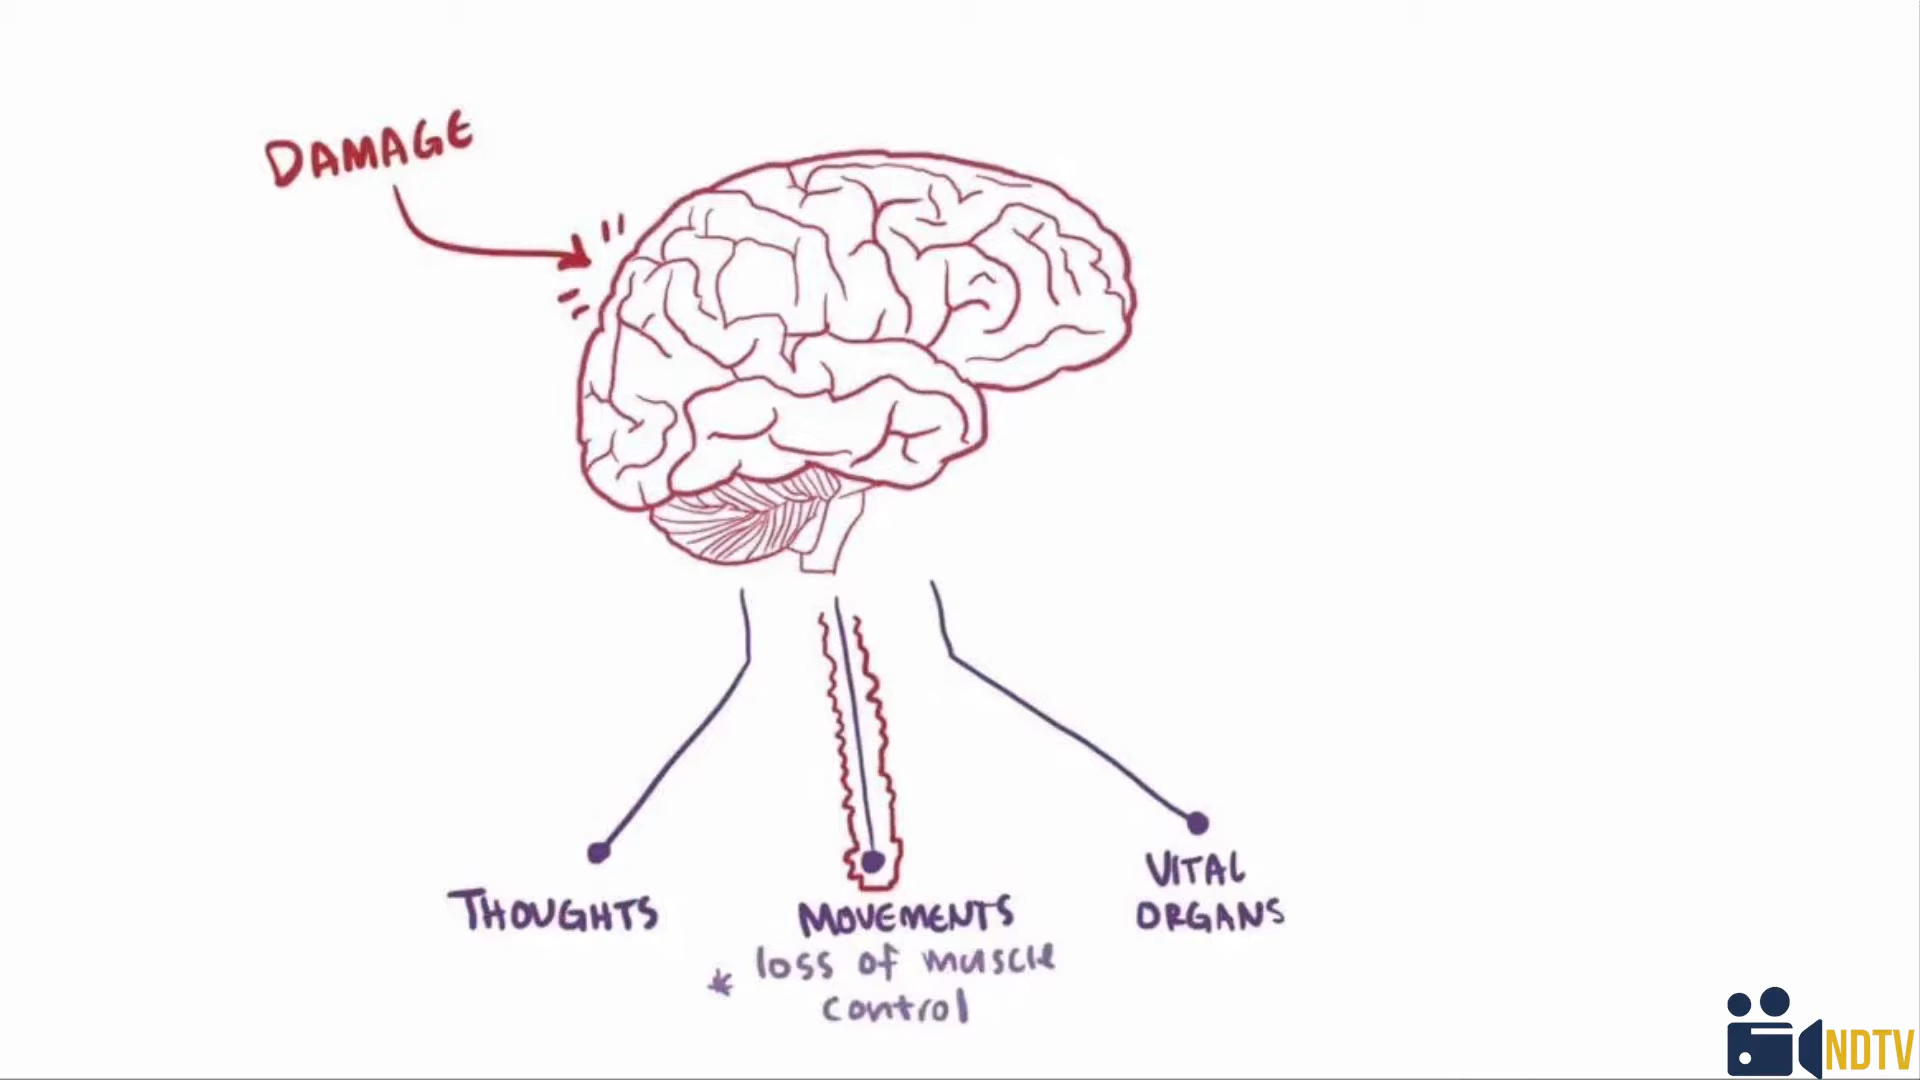 DAMAGE
THOUGHTS
MOVEMENTS
* loss of muscle
control
VITAL
ORGANS
NDTV